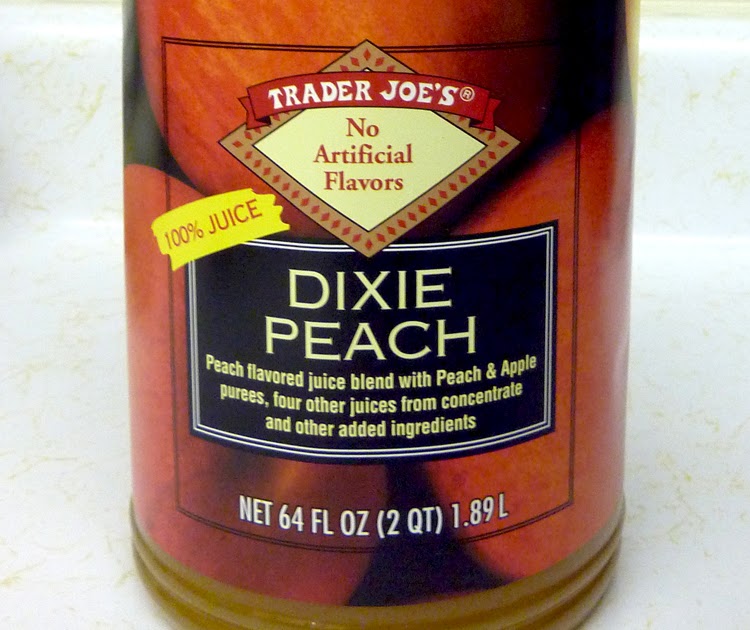 TRADER JOE'S®
No
Artificial
Flavors
100% JUICE
DIXIE
PEACH
Peach flavored juice blend with Peach & Apple
purees, four other juices from concentrate
and other added ingredients
NET 64 FL OZ (2 QT) 1.89 L